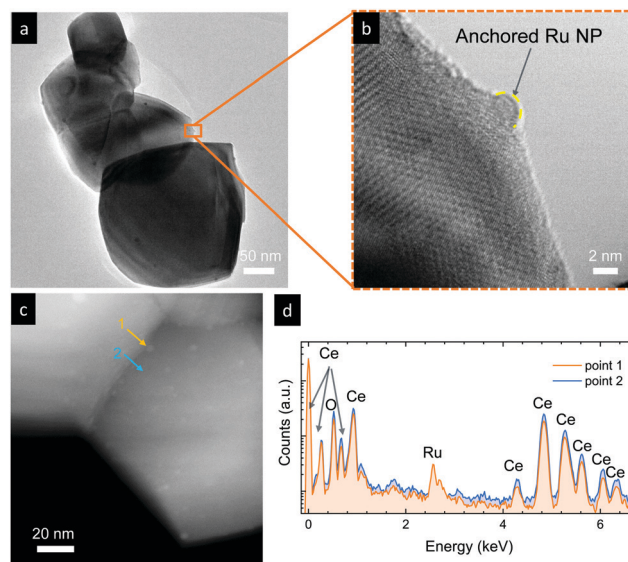 a
50 nm
b
Anchored Ru NP
2 nm
c
1
2
20 nm
d
Counts (a.u.)
Ce
O
Ce
Ru
Ce
Ce
Ce
Ce
Ce
Ce
point 1
point 2
0
2
4
6
Energy (keV)